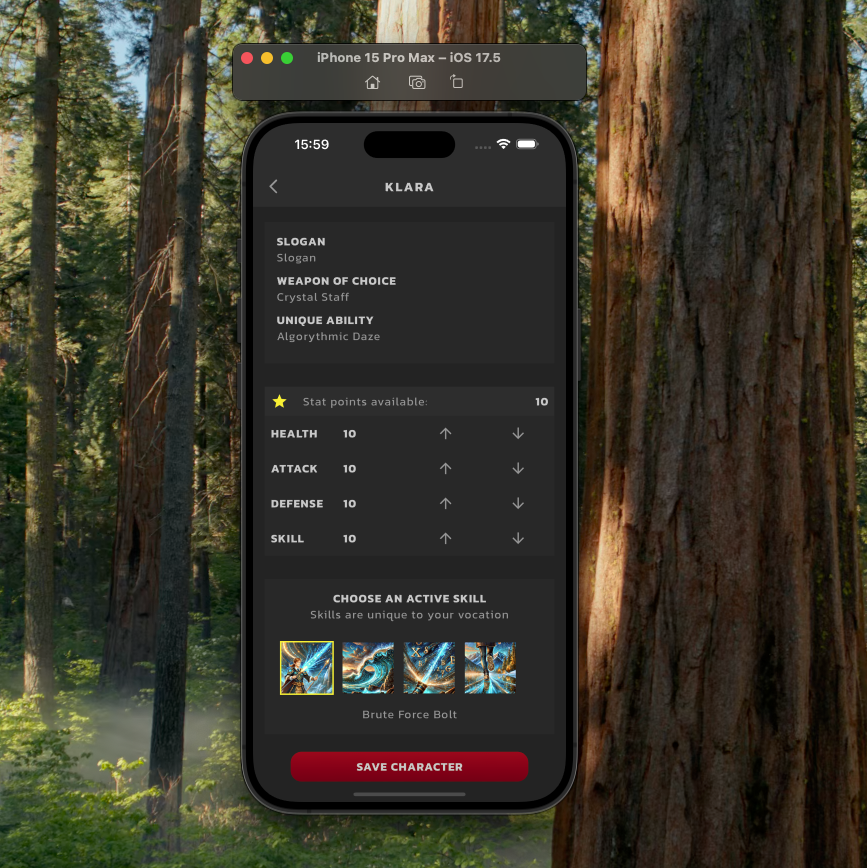 iPhone 15 Pro Max – iOS 17.5
15:59
KLARA
SLOGAN
Slogan
WEAPON OF CHOICE
Crystal Staff
UNIQUE ABILITY
Algorythmic Daze
Stat points available: 10
HEALTH 10
ATTACK 10
DEFENSE 10
SKILL 10
CHOOSE AN ACTIVE SKILL
Skills are unique to your vocation
Brute Force Bolt
SAVE CHARACTER